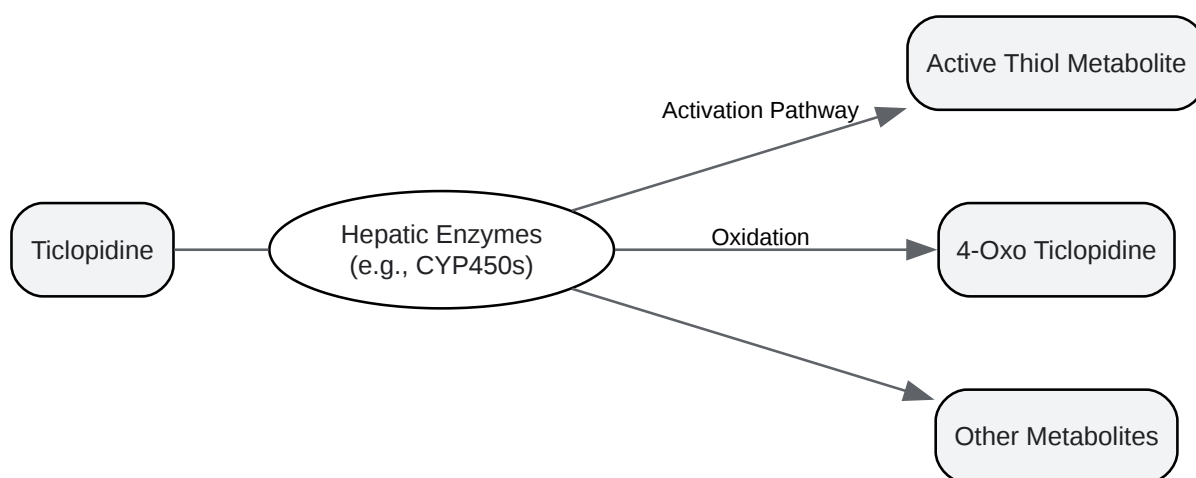 Active Thiol Metabolite
Activation Pathway
Ticlopidine
Hepatic Enzymes
(e.g., CYP450s)
Oxidation
4-Oxo Ticlopidine
Other Metabolites